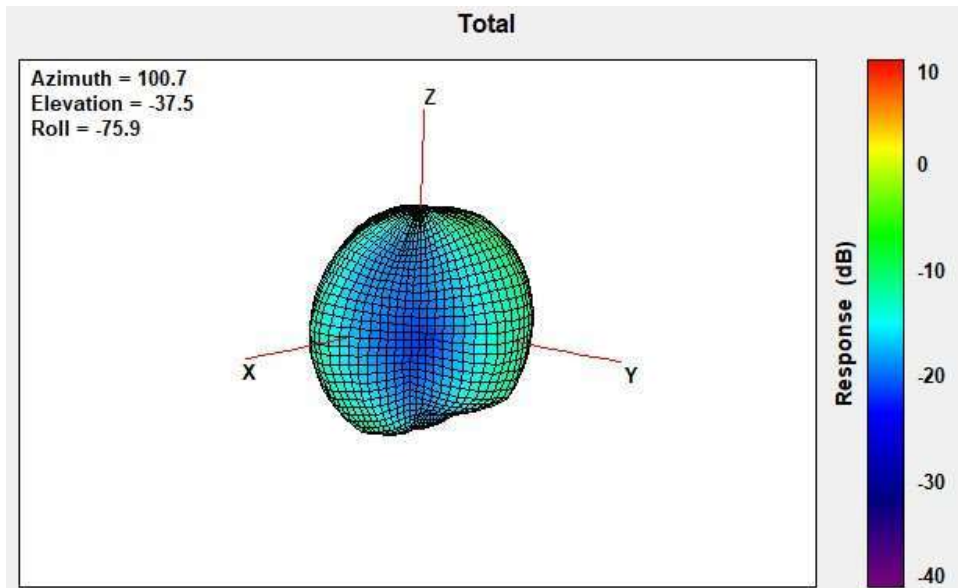 Total
Azimuth = 100.7
Elevation = -37.5
Roll = -75.9
Z
X
Y
10
0
-10
-20
-30
-40
Response (dB)